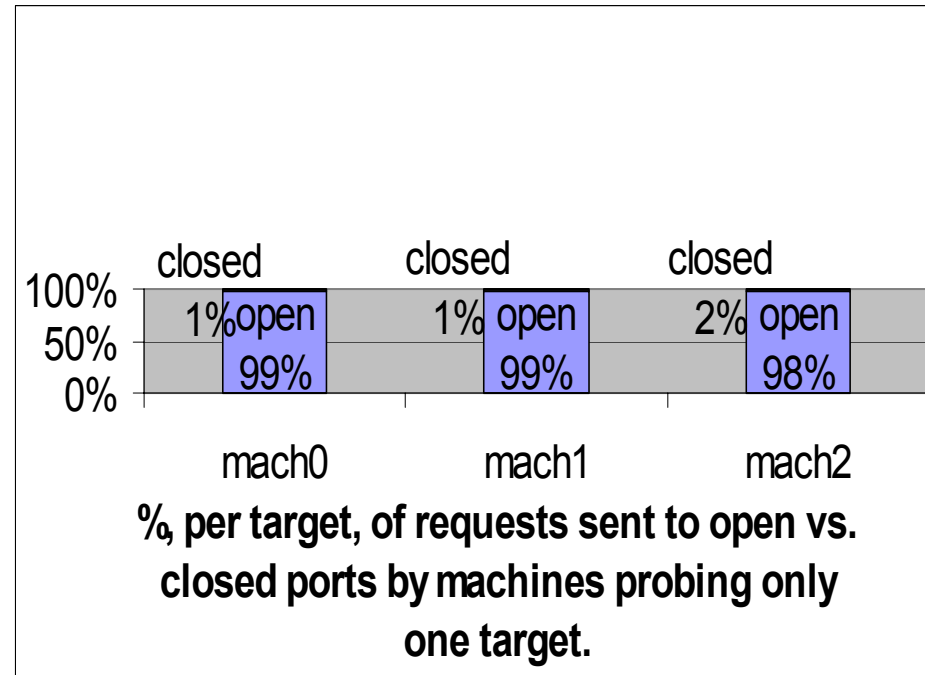 closed closed closed
100%
1% open 1% open 2% open
50%
99% 99% 98%
0%
mach0 mach1 mach2
%, per target, of requests sent to open vs.
closed ports by machines probing only
one target.